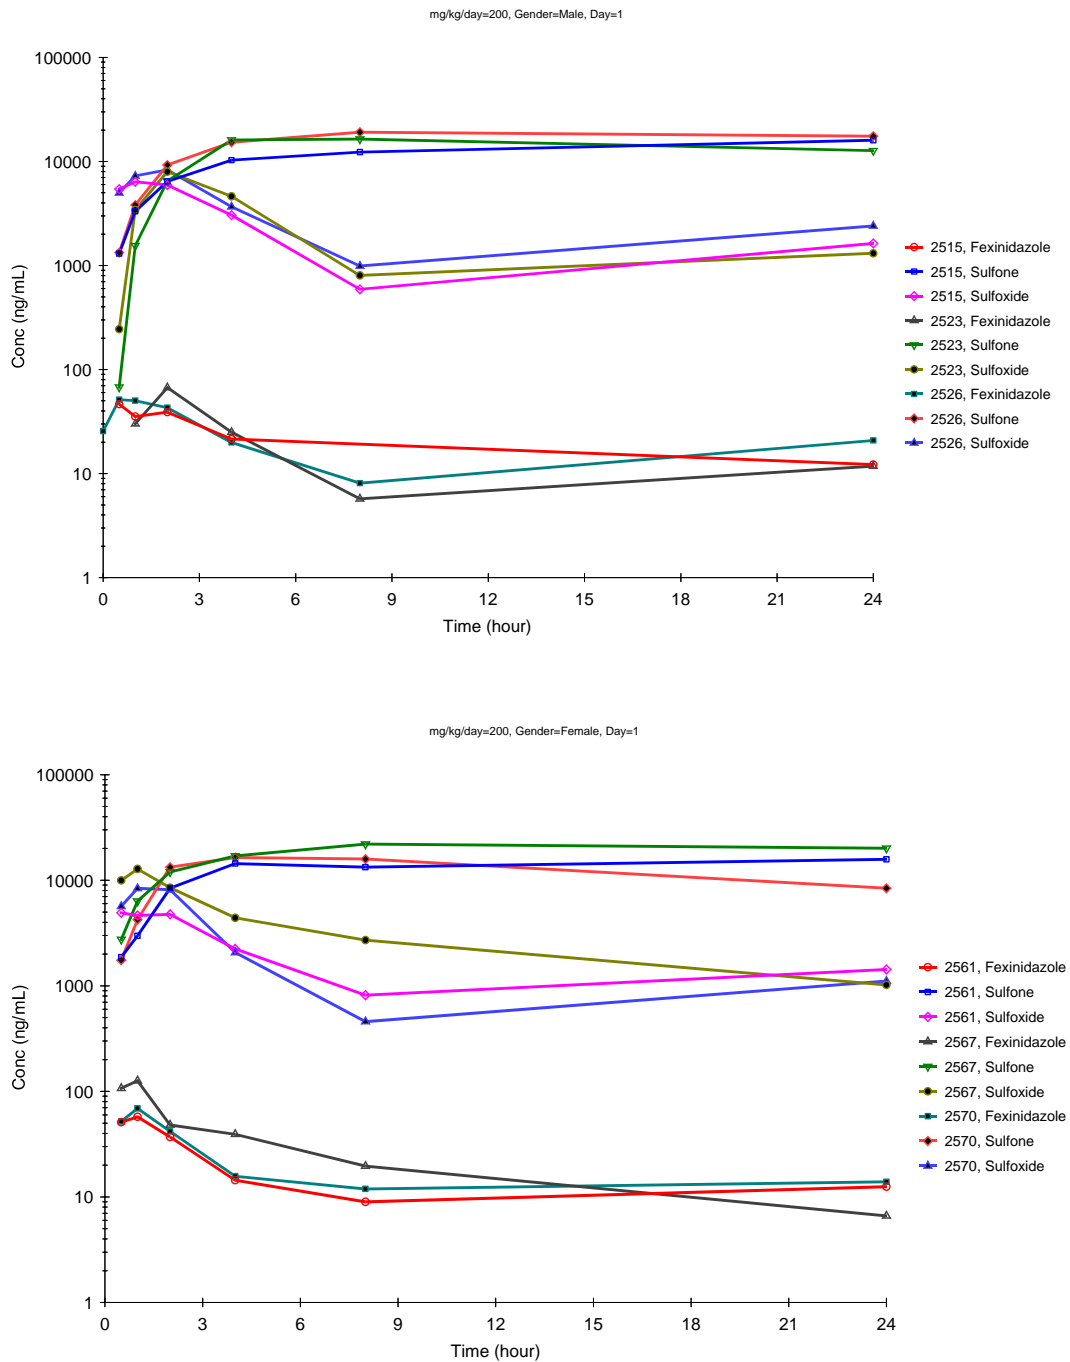 mg/kg/day=200, Gender=Male, Day=1
100000
10000
1000
100
10
1
Conc (ng/mL)
0 3 6 9 12 15 18 21 24
Time (hour)
2515, Fexinidazole
2515, Sulfone
2515, Sulfoxide
2523, Fexinidazole
2523, Sulfone
2523, Sulfoxide
2526, Fexinidazole
2526, Sulfone
2526, Sulfoxide
mg/kg/day=200, Gender=Female, Day=1
100000
10000
1000
100
10
1
Conc (ng/mL)
0 3 6 9 12 15 18 21 24
Time (hour)
2561, Fexinidazole
2561, Sulfone
2561, Sulfoxide
2567, Fexinidazole
2567, Sulfone
2567, Sulfoxide
2570, Fexinidazole
2570, Sulfone
2570, Sulfoxide